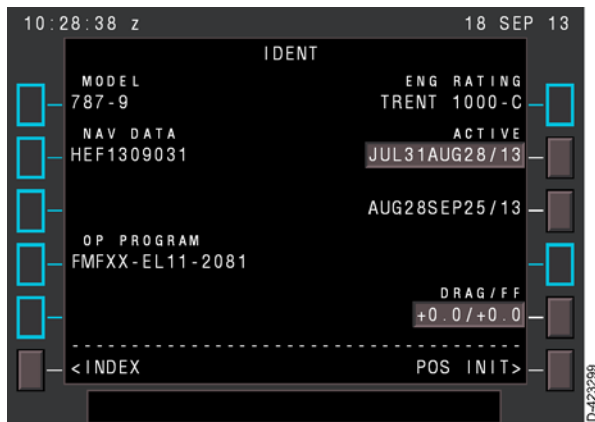 10:28:38 z 18 SEP 13
IDENT
MODEL ENG RATING
787-9 TRENT 1000-C
NAV DATA ACTIVE
HEF1309031 JUL31AUG28/13
AUG28SEP25/13
OP PROGRAM
FMFXX-EL11-2081
DRAG/FF
+0.0/+0.0
<INDEX POS INIT>
D-423299